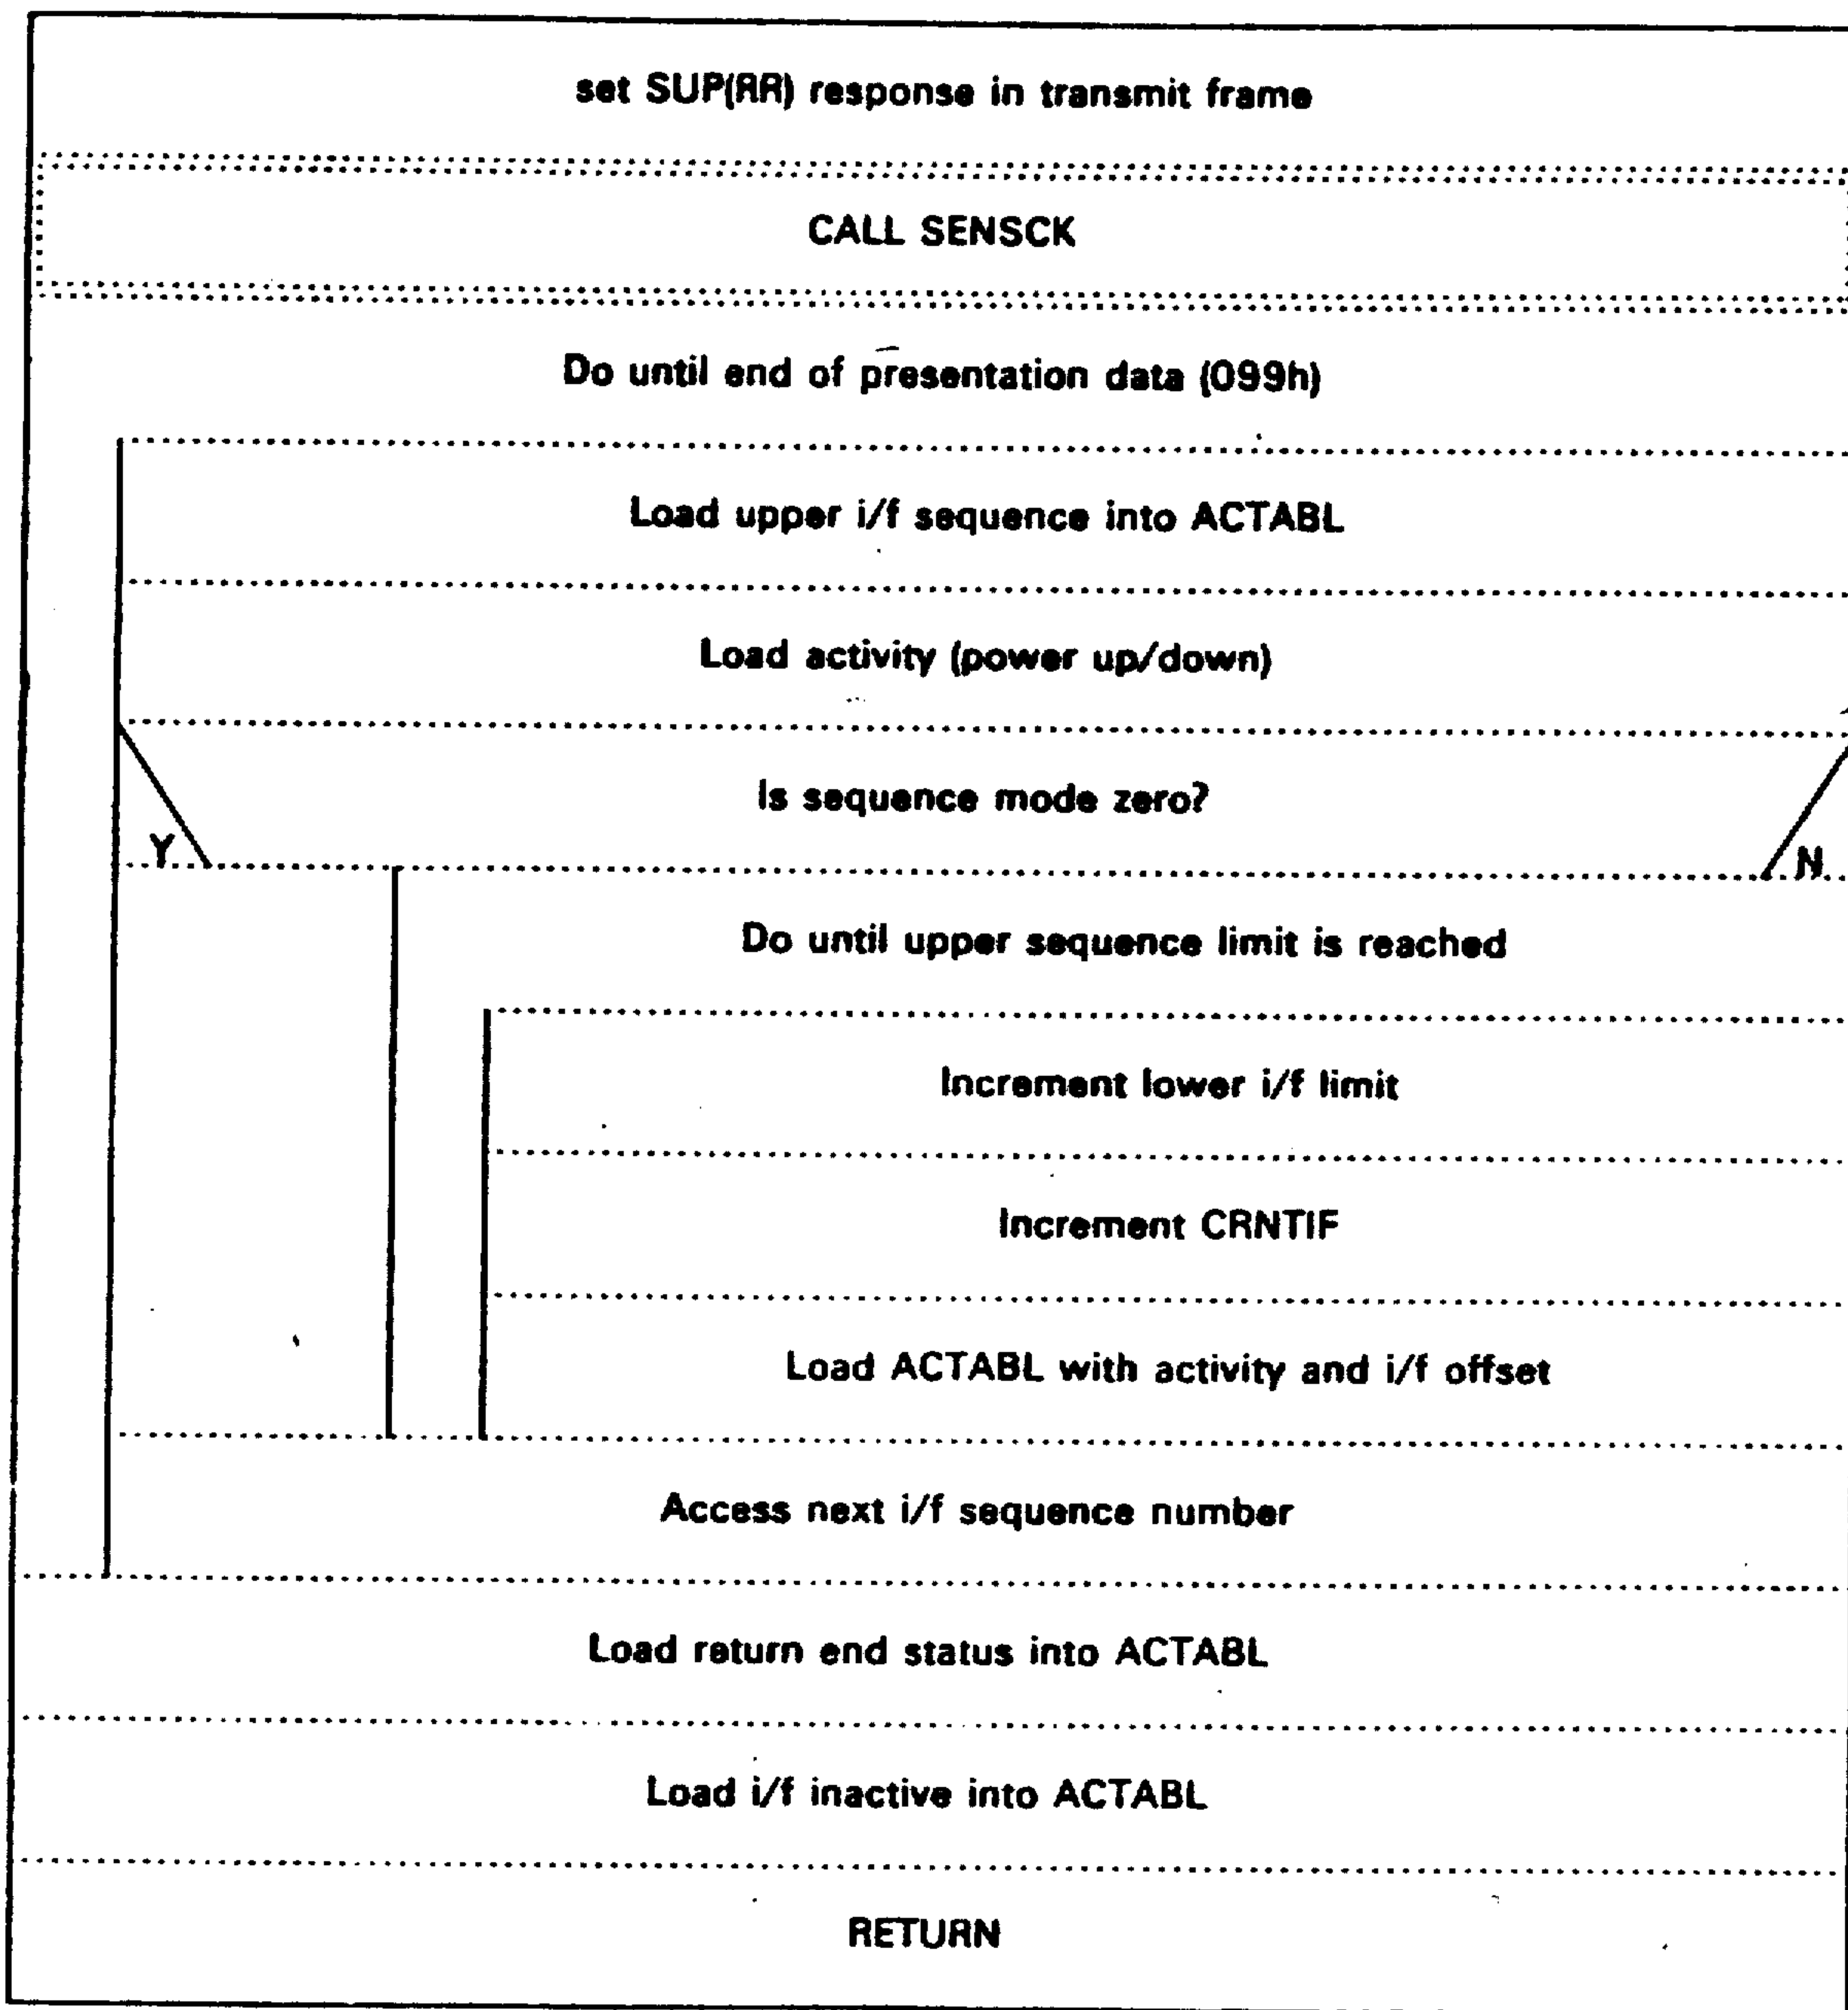 set SUP(RR) response in transmit frame
CALL SENSCK
Do until end of presentation data (099h)
Load upper i/f sequence into ACTABL
Load activity (power up/down)
Is sequence mode zero?
Y
N
Do until upper sequence limit is reached
Increment lower i/f limit
Increment CRNTIF
Load ACTABL with activity and i/f offset
Access next i/f sequence number
Load return end status into ACTABL
Load i/f inactive into ACTABL
RETURN